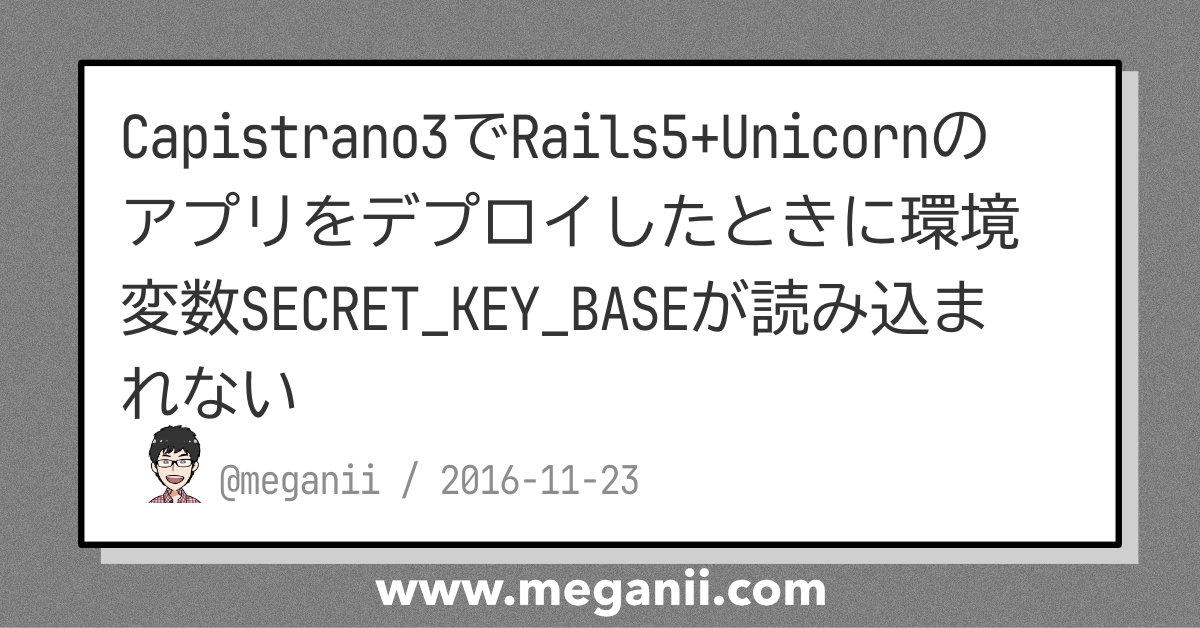 Capistrano3でRails5+Unicornの
アプリをデプロイしたときに環境
変数SECRET_KEY_BASEが読み込ま
れない
@meganii / 2016-11-23
www.meganii.com